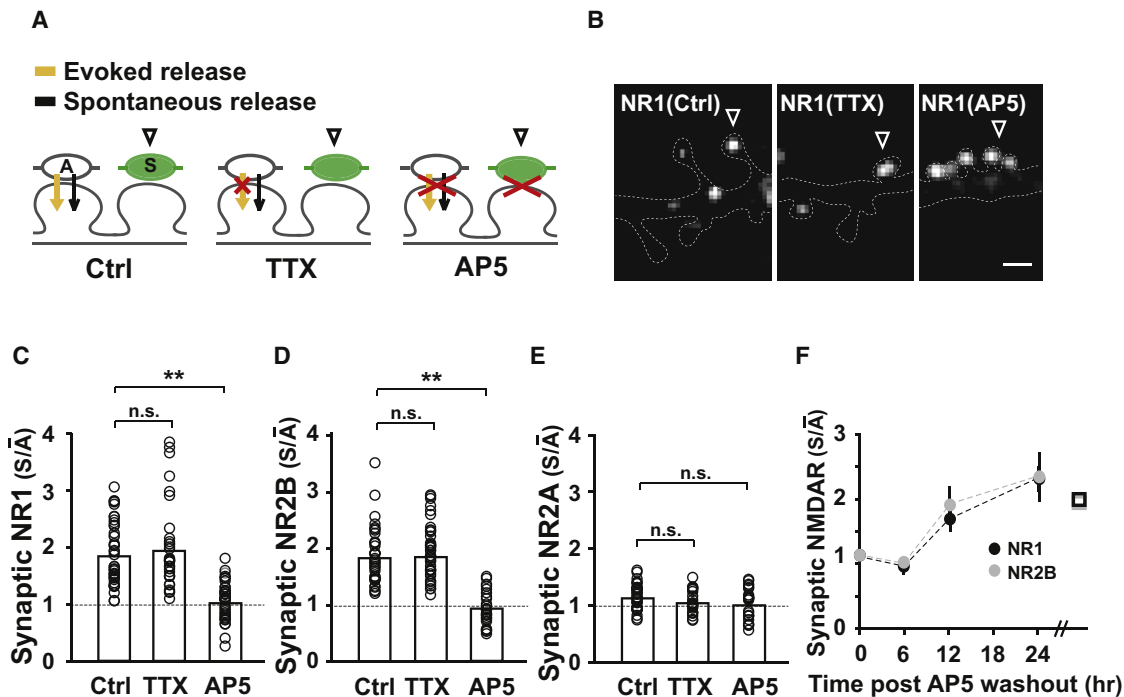 A
Evoked release
Spontaneous release
A
S
Ctrl
TTX
AP5
B
NR1(Ctrl)
NR1(TTX)
NR1(AP5)
C
Synaptic NR1 (S/A̅)
4
3
2
1
0
**
n.s.
Ctrl
TTX
AP5
D
Synaptic NR2B (S/A̅)
4
3
2
1
0
**
n.s.
Ctrl
TTX
AP5
E
Synaptic NR2A (S/A̅)
4
3
2
1
0
n.s.
n.s.
Ctrl
TTX
AP5
F
Synaptic NMDAR (S/A̅)
3
2
1
0
NR1
NR2B
0 6 12 18 24
Time post AP5 washout (hr)